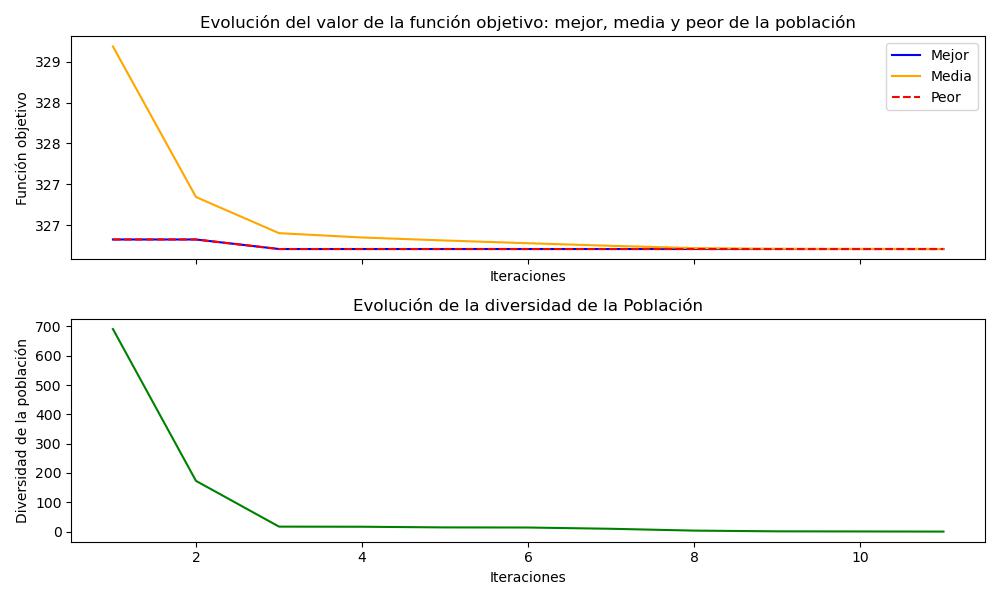 Evolución del valor de la función objetivo: mejor, media y peor de la población
Función objetivo
329
328
328
327
327
Mejor
Media
Peor
Iteraciones
Evolución de la diversidad de la Población
Diversidad de la población
700
600
500
400
300
200
100
0
2 4 6 8 10
Iteraciones